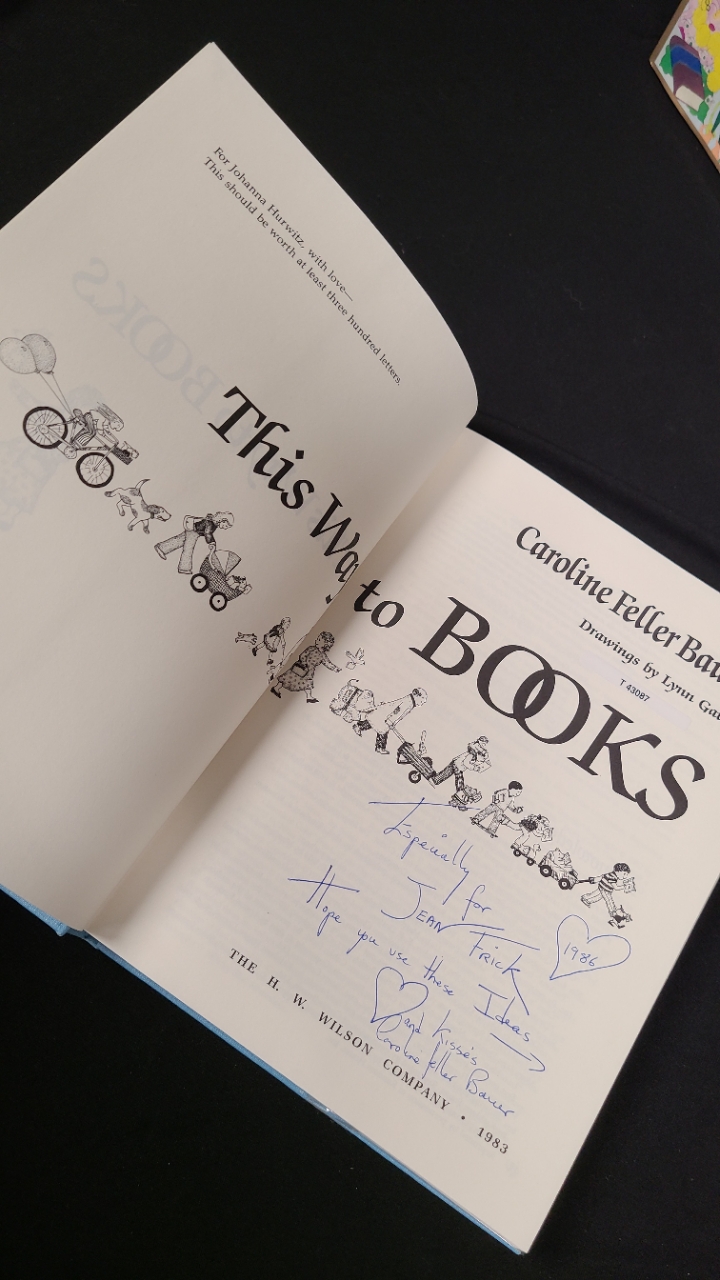 For Johanna Hurwitz, with love—
This should be worth at least three hundred letters.
This Way to BOOKS
Caroline Feller Bau
Drawings by Lynn Ga
T 43087
Especially
for
JEAN FRICK
1986
Hope you use these Ideas
and Kisses
Caroline Feller Bauer
THE H. W. WILSON COMPANY • 1983